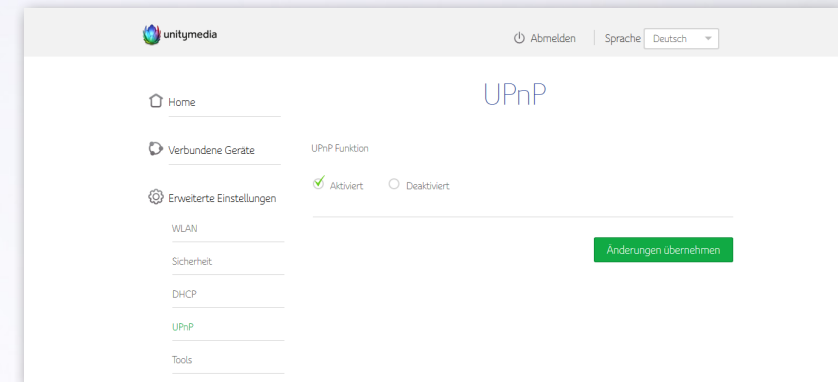 unitymedia
Abmelden
Sprache
Deutsch
UPnP
Home
Verbundene Geräte
Erweiterte Einstellungen
WLAN
Sicherheit
DHCP
UPnP
Tools
UPnP Funktion
Aktiviert
Deaktiviert
Änderungen übernehmen